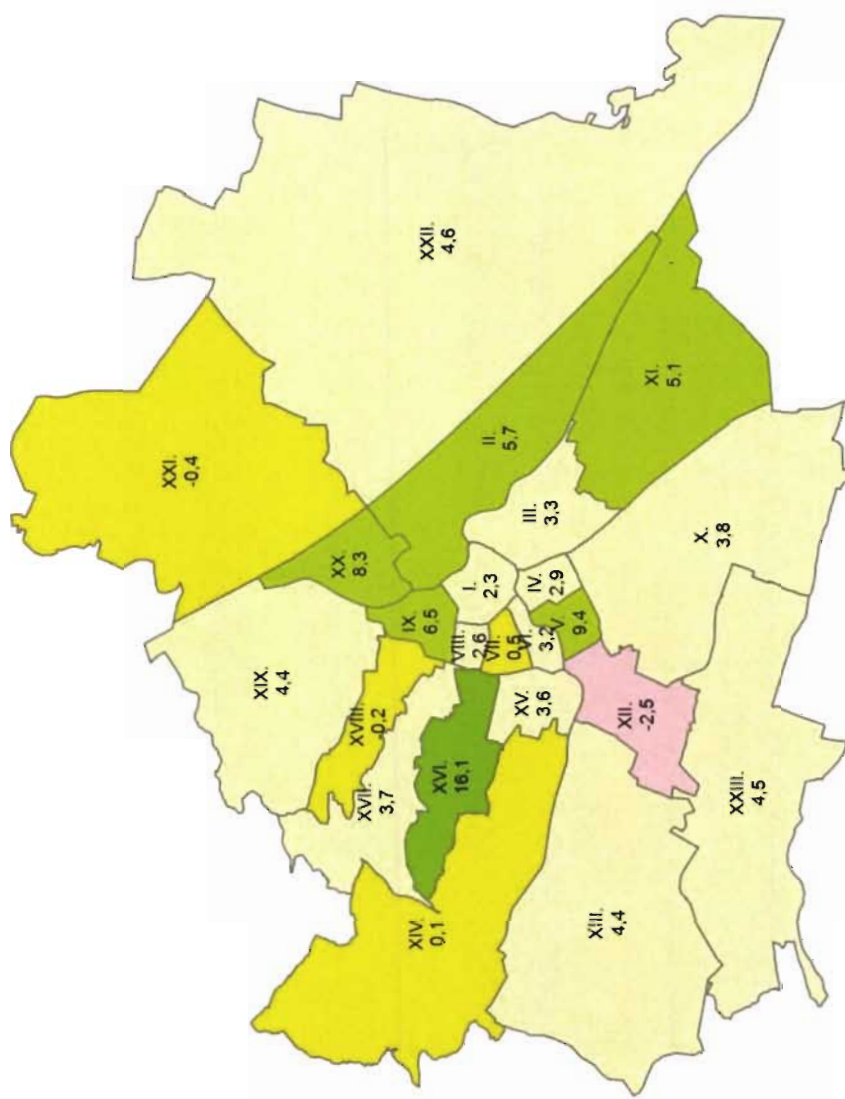 XXI.
-0,4
XXII.
4,6
XIX.
4,4
XX.
8,3
II.
5,7
XVIII.
-0,2
IX.
6,5
XVII.
3,7
XVI.
16,1
VIII.
2,6
I.
2,3
XIV.
0,1
VII.
0,5
III.
3,3
XI.
5,1
XV.
3,6
VI.
3,2
IV.
2,9
V.
9,4
XIII.
4,4
XII.
-2,5
X.
3,8
XXIII.
4,5